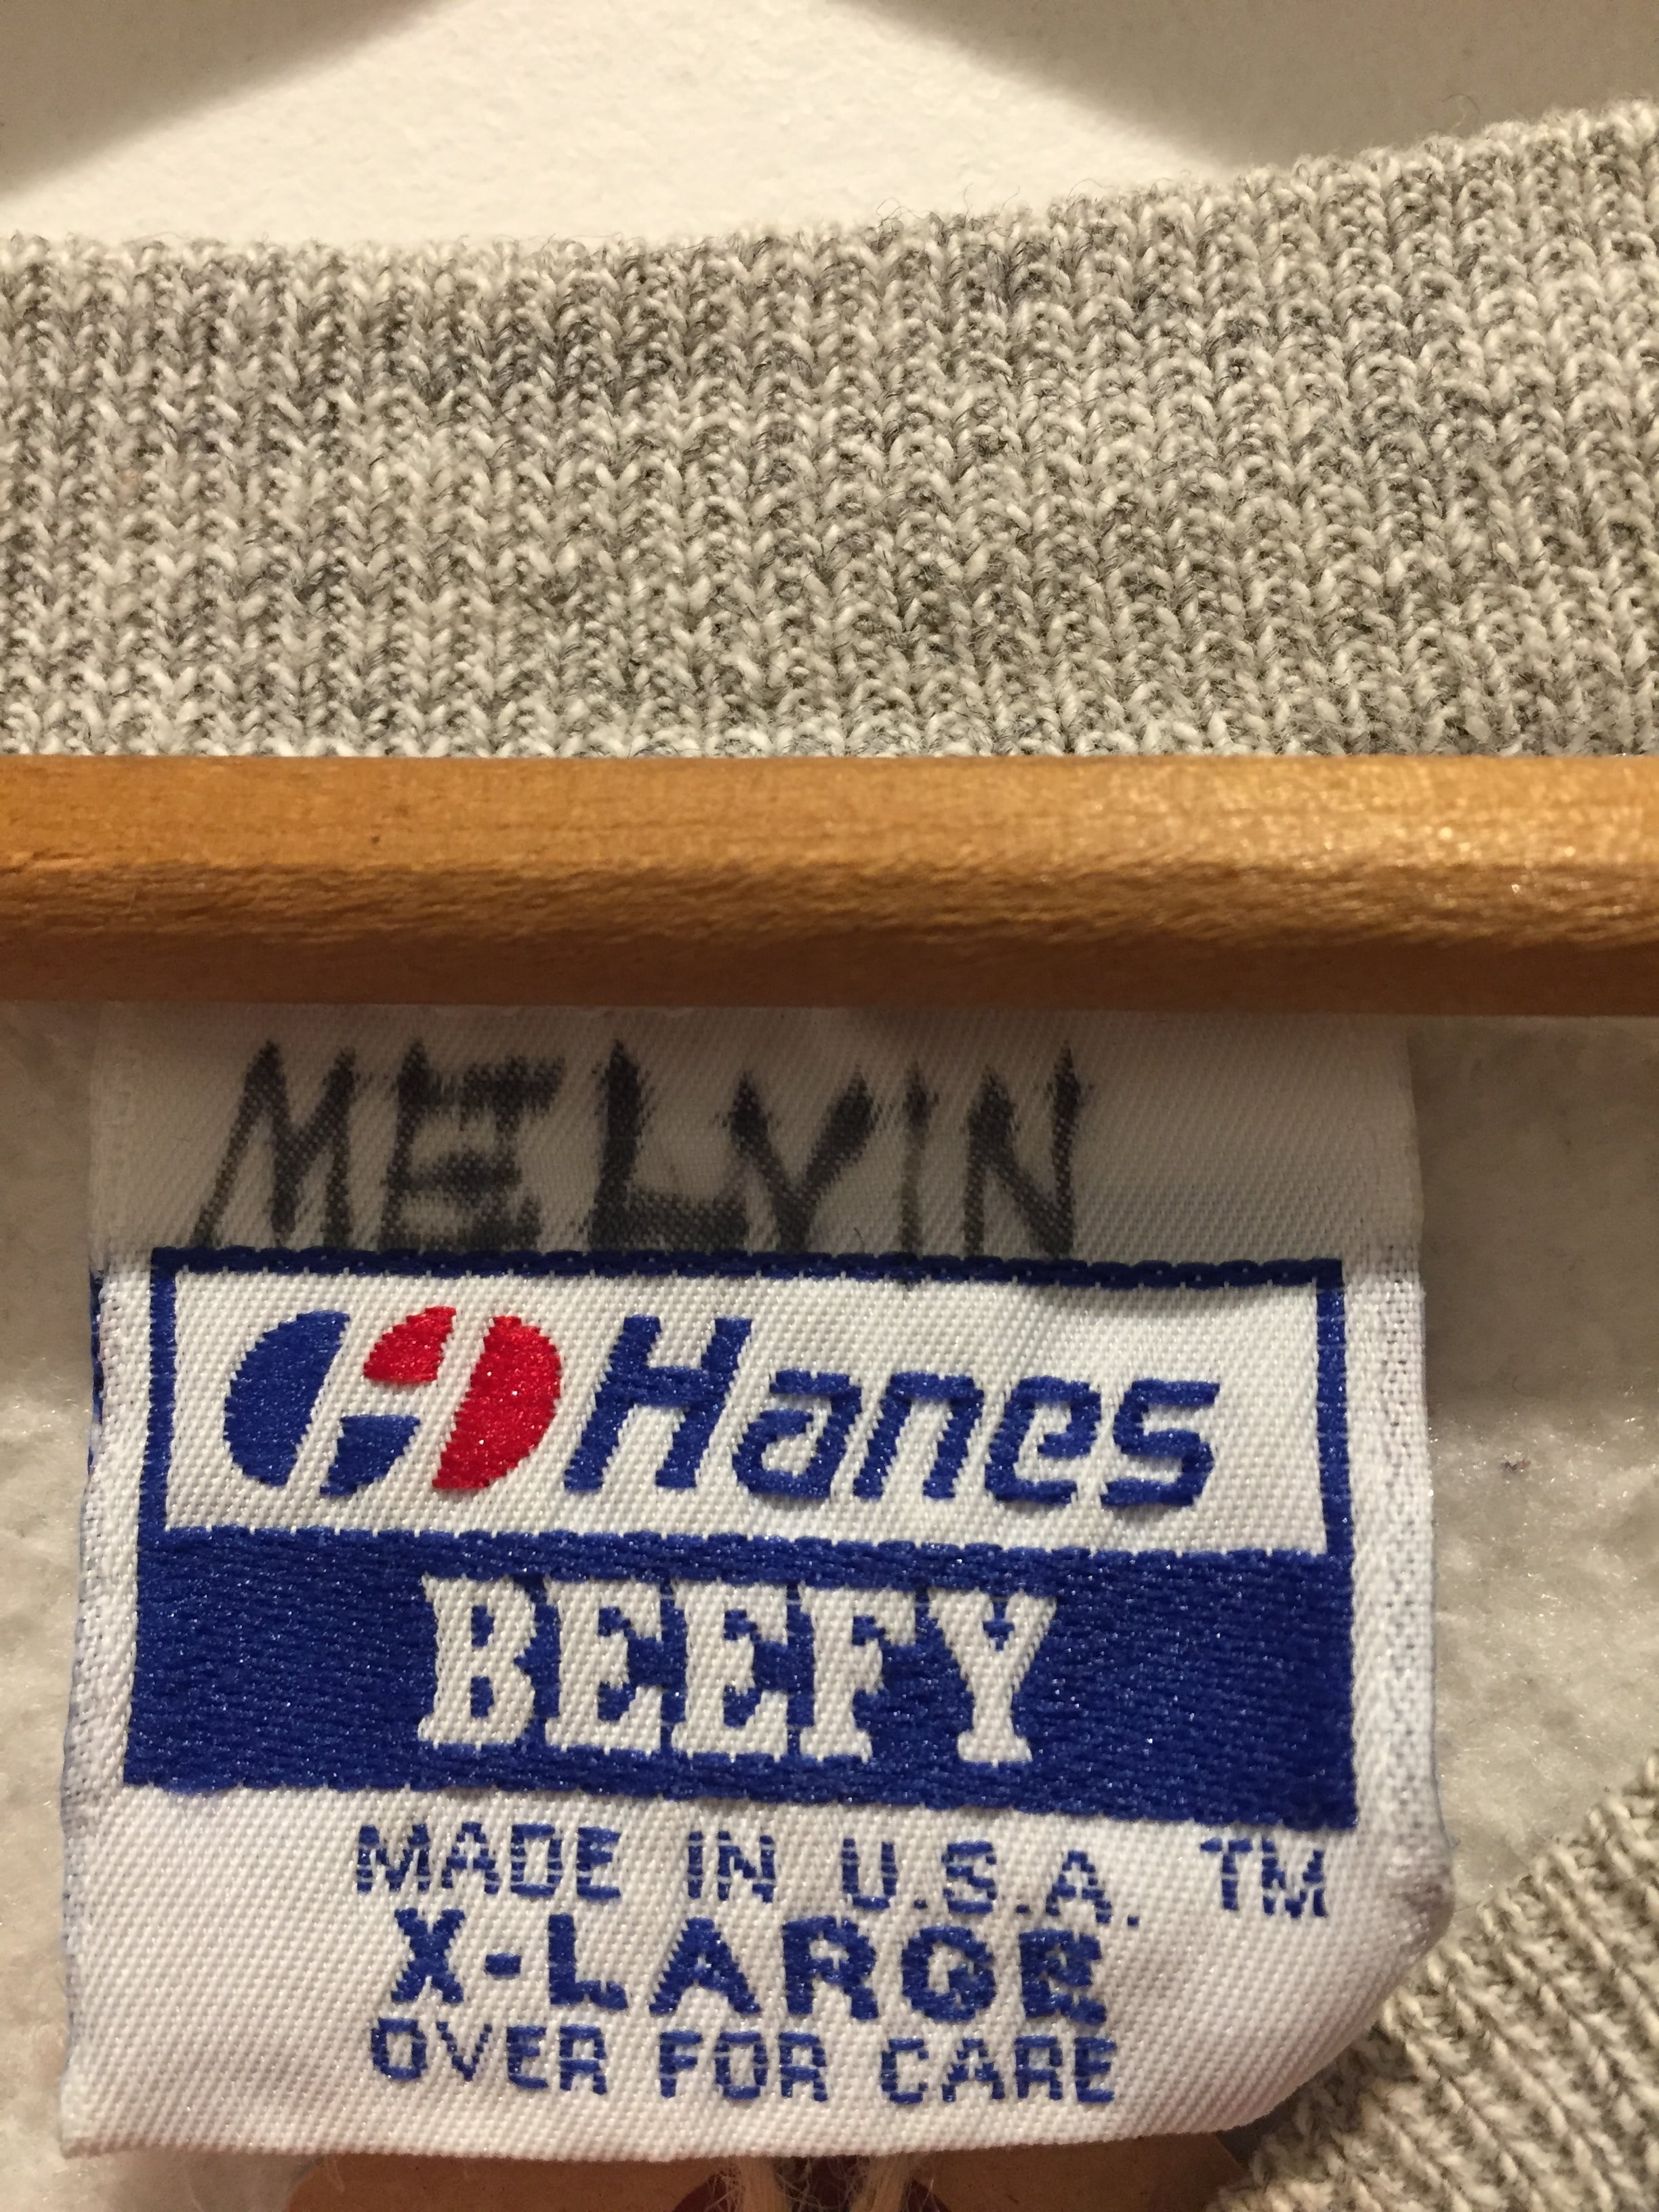 MELVIN
Hanes
BEEFY
MADE IN U.S.A. TM
X-LARGE
OVER FOR CARE